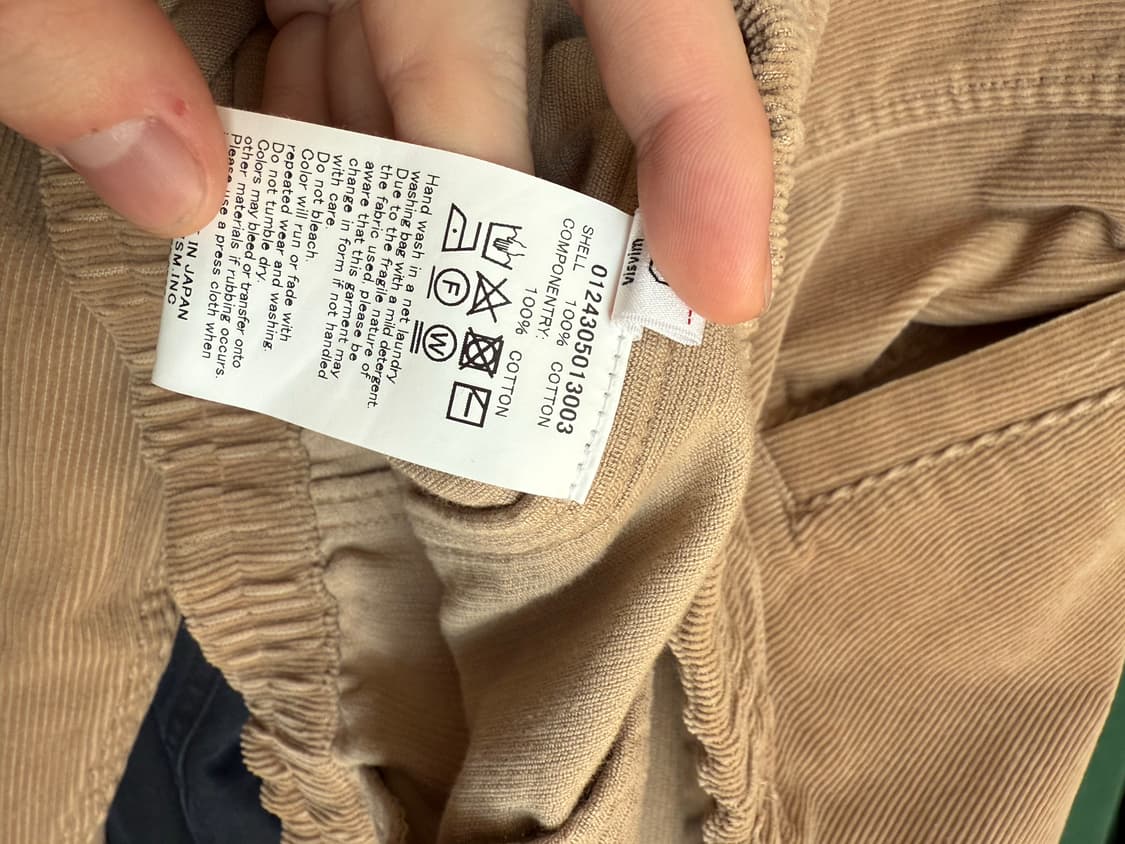 visvim
0124305013003
SHELL 100% COTTON
COMPONENTRY:
100% COTTON
F W
Hand wash in a net laundry
washing bag with a mild detergent.
Due to the fragile nature of
the fabric used, please be
aware that this garment may
change in form if not handled
with care.
Do not bleach.
Color will run or fade with
repeated wear and washing.
Do not tumble dry.
Colors may bleed or transfer onto
other materials if rubbing occurs.
Please use a press cloth when
IN JAPAN
SM.INC